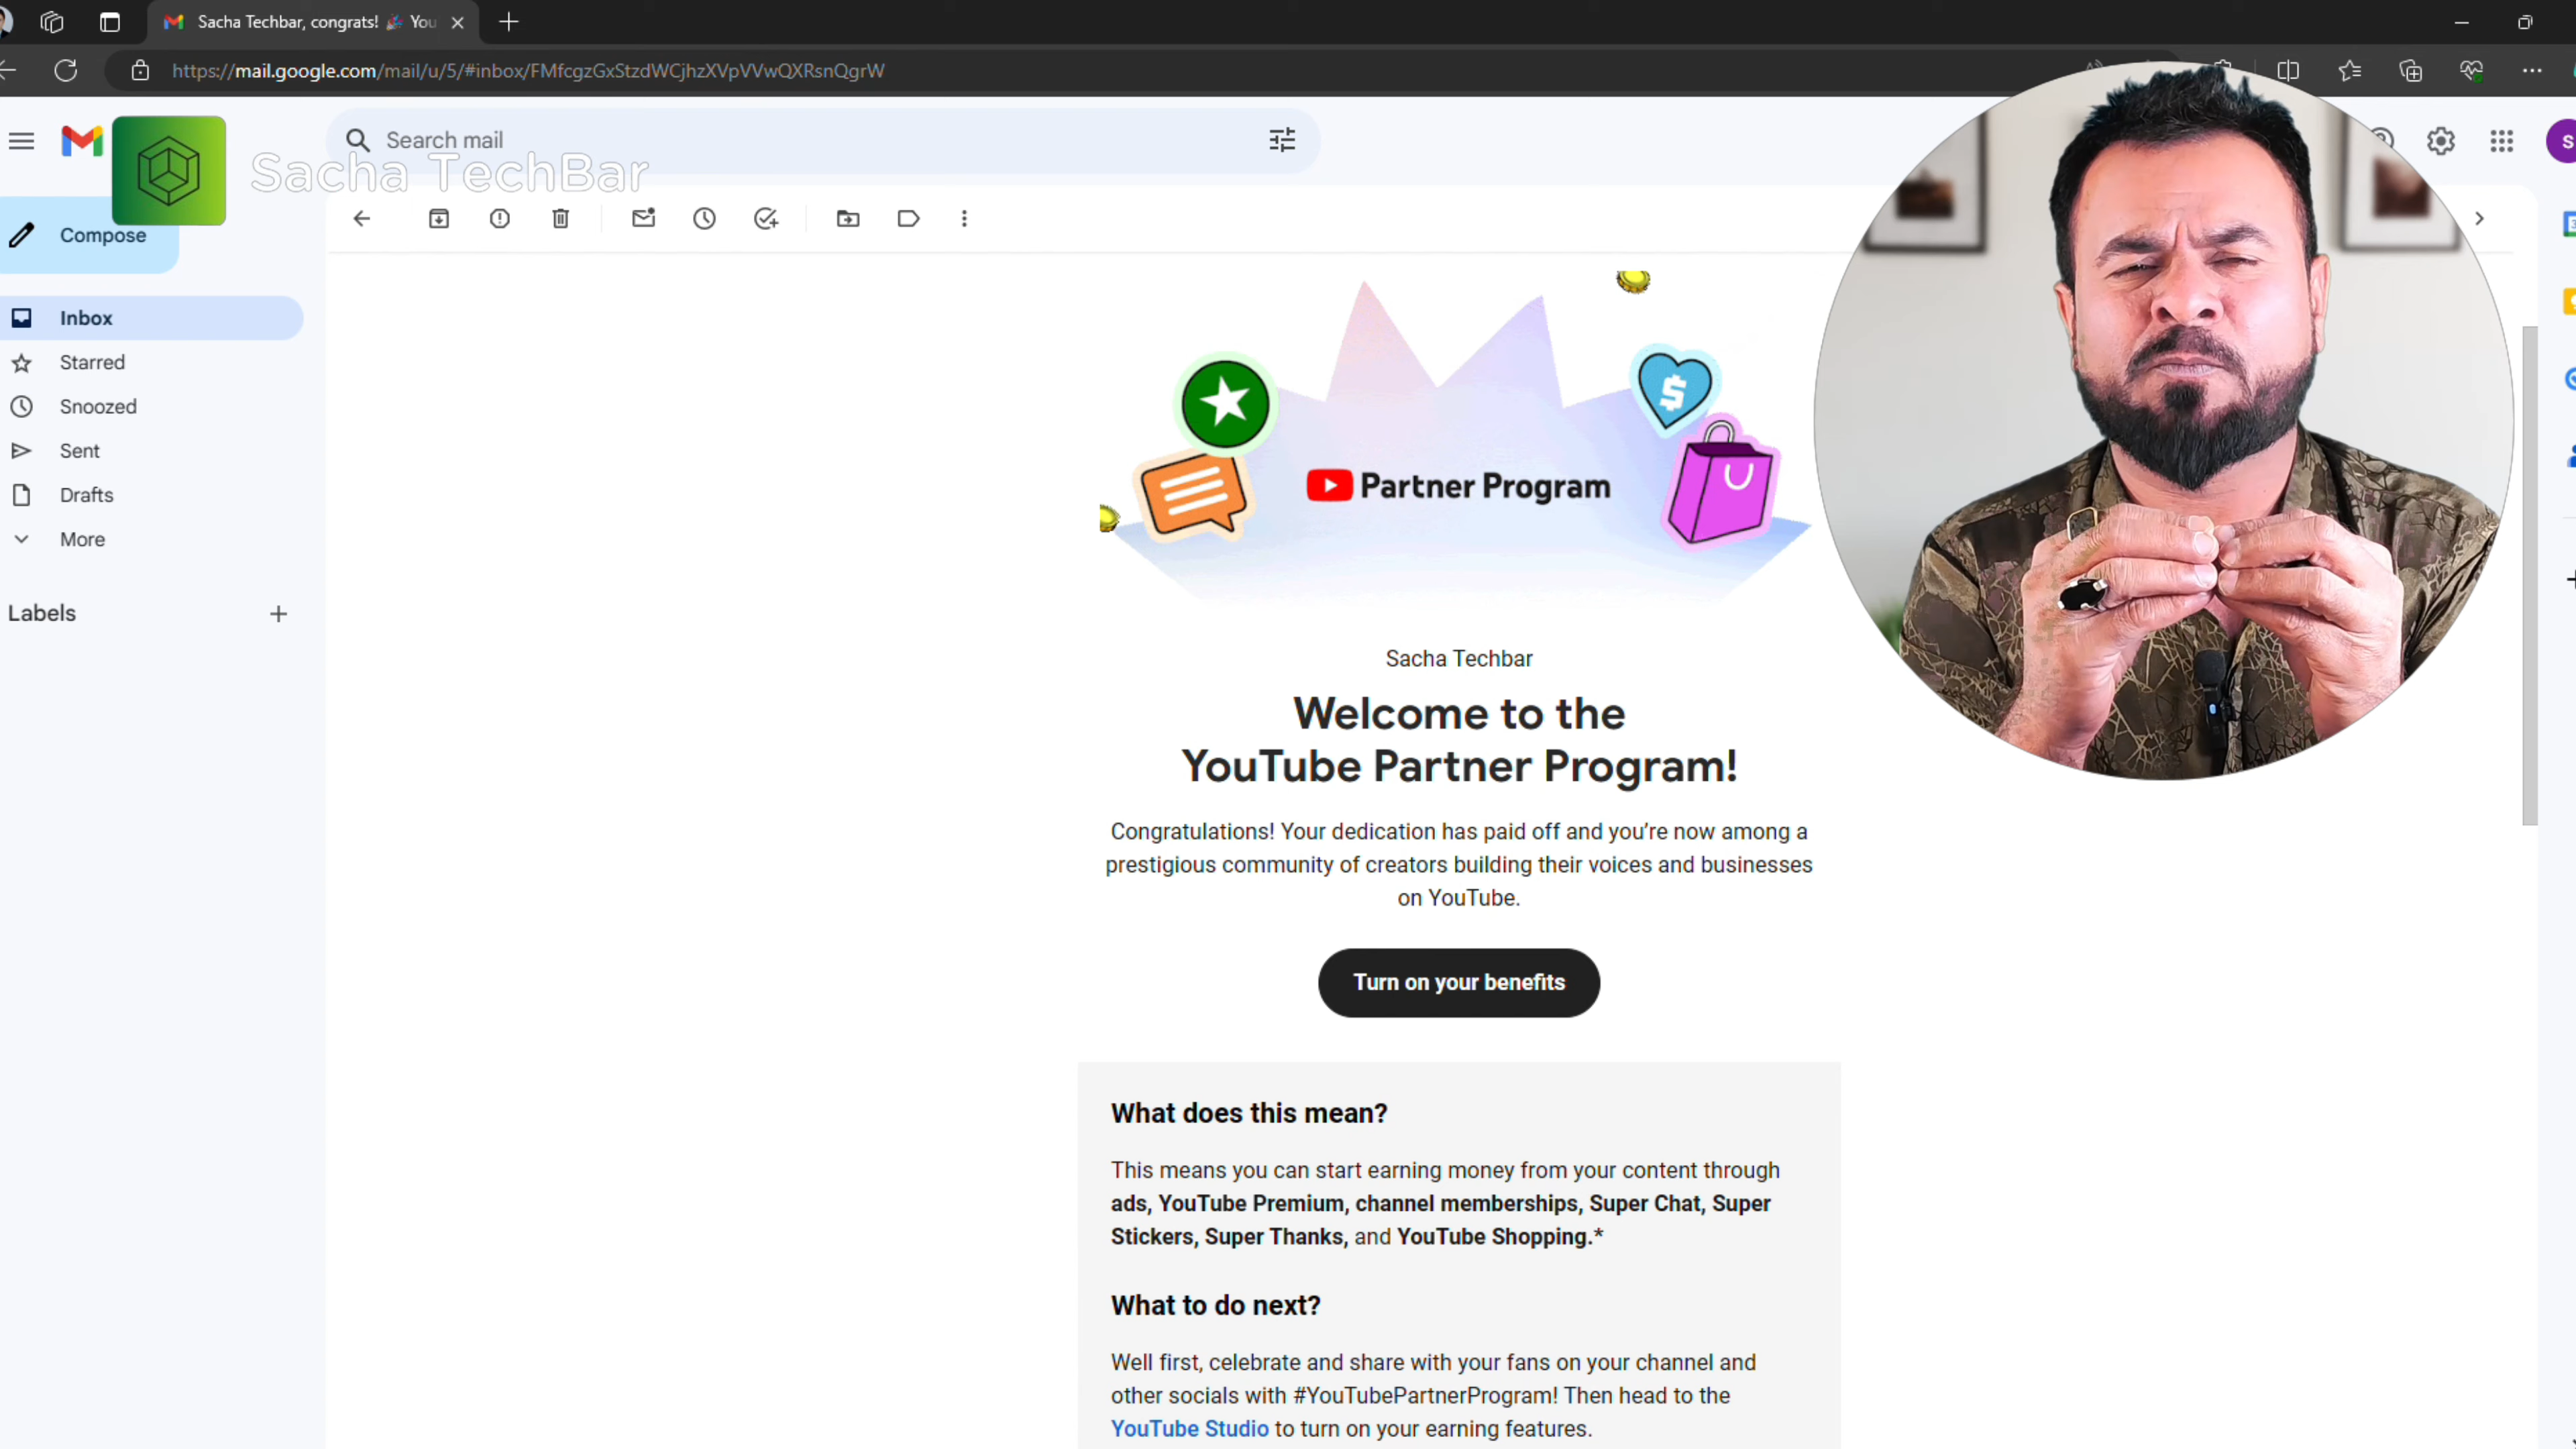 Sacha Techbar, congrats! 🎉 You
https://mail.google.com/mail/u/5/#inbox/FMfcgzGxStzdWCjhzXVpVVwQXRsnQgrW
Search mail
S
Sacha TechBar
Compose
Inbox
Starred
Snoozed
Sent
Drafts
More
Labels
Partner Program
Sacha Techbar
Welcome to the
YouTube Partner Program!
Congratulations! Your dedication has paid off and you’re now among a
prestigious community of creators building their voices and businesses
on YouTube.
Turn on your benefits
What does this mean?
This means you can start earning money from your content through
ads, YouTube Premium, channel memberships, Super Chat, Super
Stickers, Super Thanks, and YouTube Shopping.*
What to do next?
Well first, celebrate and share with your fans on your channel and
other socials with #YouTubePartnerProgram! Then head to the
YouTube Studio to turn on your earning features.